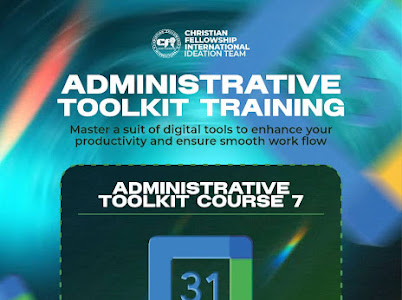 CHRISTIAN
FELLOWSHIP
INTERNATIONAL
IDEATION TEAM
ADMINISTRATIVE
TOOLKIT TRAINING
Master a suit of digital tools to enhance your
productivity and ensure smooth work flow
ADMINISTRATIVE
TOOLKIT COURSE 7
31